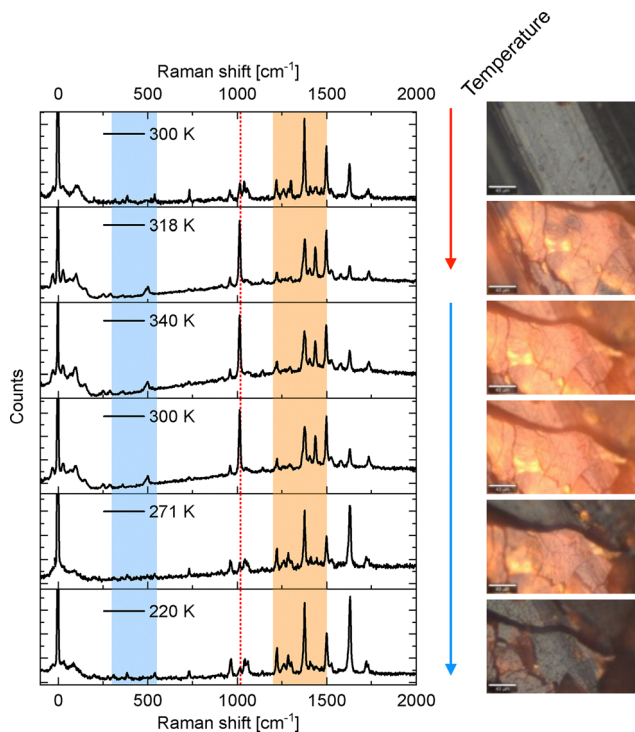 Raman shift [cm⁻¹]
0 500 1000 1500 2000
Temperature
300 K
318 K
340 K
300 K
271 K
220 K
Counts
0 500 1000 1500 2000
Raman shift [cm⁻¹]